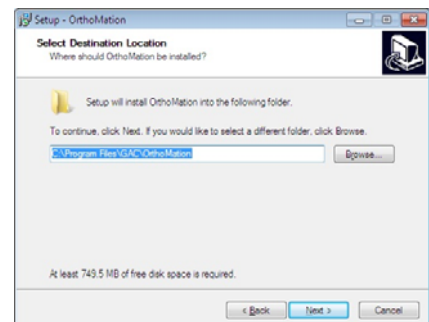 Setup - OrthoMation
Select Destination Location
Where should OrthoMation be installed?
Setup will install OrthoMation into the following folder.
To continue, click Next. If you would like to select a different folder, click Browse.
C:\Program Files\GAC\OrthoMation
Browse...
At least 749.5 MB of free disk space is required.
< Back
Next >
Cancel